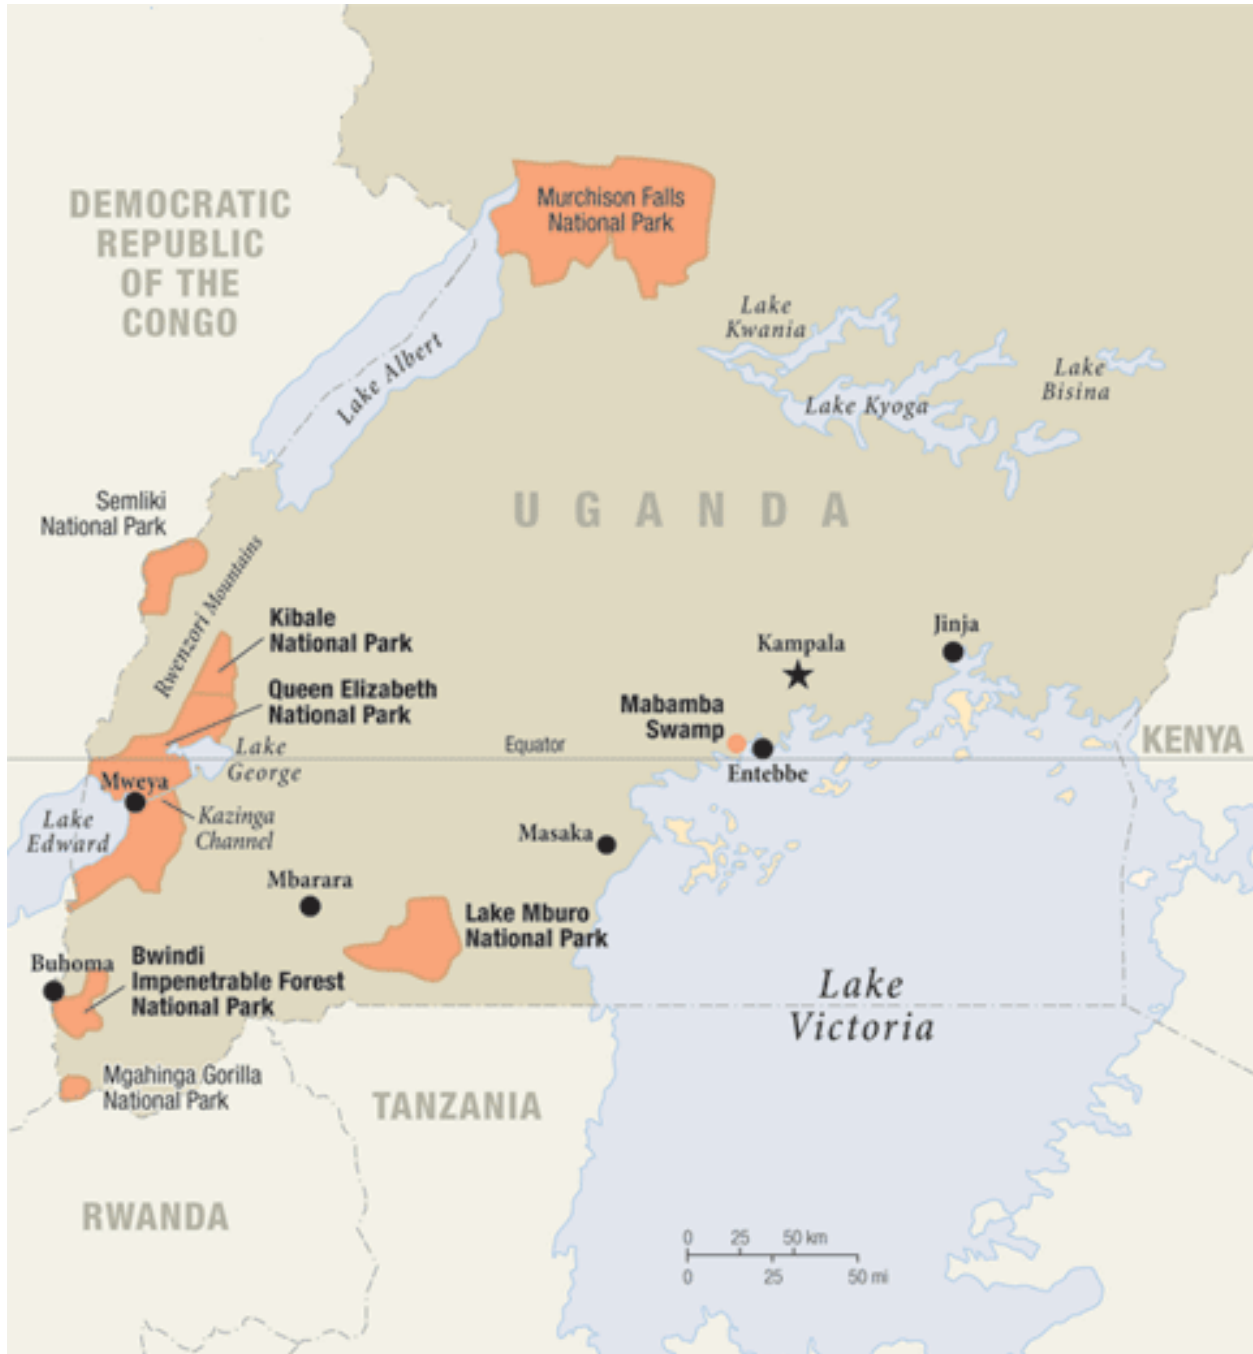 DEMOCRATIC
REPUBLIC
OF THE
CONGO
Murchison Falls
National Park
Lake
Kwania
Lake Albert
Lake
Bisina
Lake Kyoga
Semliki
National Park
UGANDA
Rwenzori Mountains
Kibale
National Park
Jinja
Kampala
Queen Elizabeth
National Park
Mabamba
Swamp
KENYA
Equator
Lake
George
Entebbe
Mweya
Lake
Edward
Kazinga
Channel
Masaka
Mbarara
Lake Mburo
National Park
Buhoma
Bwindi
Impenetrable Forest
National Park
Lake
Victoria
Mgahinga Gorilla
National Park
TANZANIA
RWANDA
0 25 50 km
0 25 50 mi